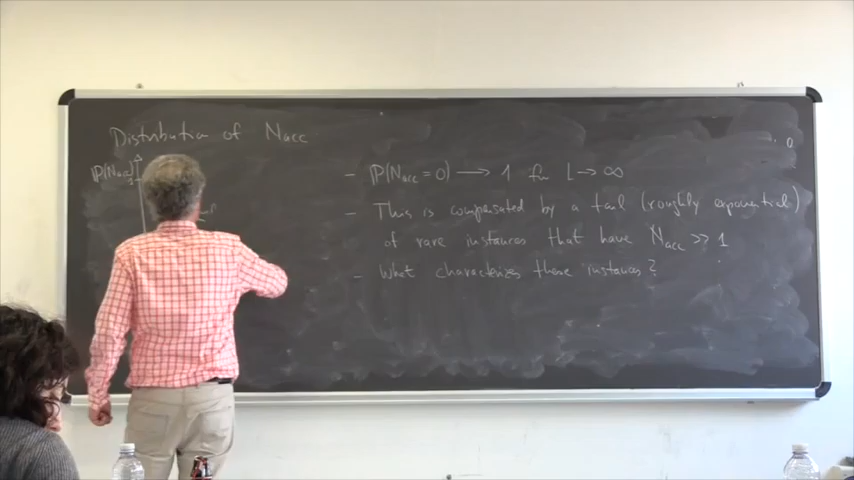 Distribution of Nacc
P(Nacc)
- P(Nacc = 0) → 1 for L → ∞
- This is compensated by a tail (roughly exponential)
of rare instances that have Nacc >> 1
- What characterizes these instances?